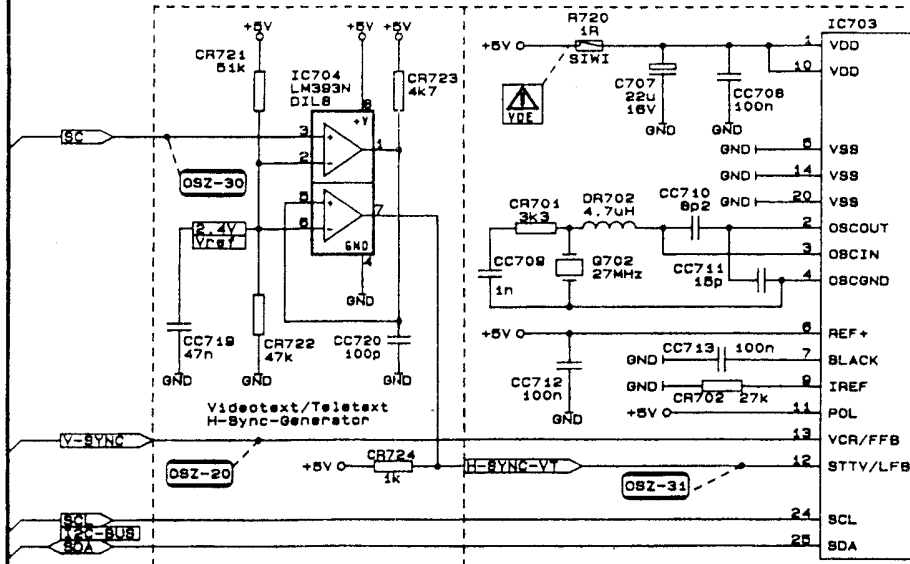 +5V
+5V
CR721
51k
IC704
LM393N
DIL8
8
+V
CR723
4k7
SC
3
+
2
-
1
OSZ-30
5
+
6
-
7
GND
4
GND
2.4V
Vref
CC719
47n
GND
CR722
47k
GND
CC720
100p
GND
Videotext/Teletext
H-Sync-Generator
V-SYNC
OSZ-20
+5V
CR724
1k
H-SYNC-VT
OSZ-31
SCL
I2C-BUS
SDA
R720
1R
SIWI
+5V
VDE
C707
22u
16V
GND
CC708
100n
GND
GND
GND
GND
CR701
3k3
DR702
4.7uH
CC710
8p2
CC709
1n
Q702
27MHz
CC711
15p
+5V
CC712
100n
GND
GND
CC713
100n
GND
CR702
27k
+5V
IC703
1 VDD
10 VDD
5 VSS
14 VSS
20 VSS
2 OSCOUT
3 OSCIN
4 OSCGND
6 REF+
7 BLACK
9 IREF
11 POL
13 VCR/FFB
12 STTV/LFB
24 SCL
25 SDA